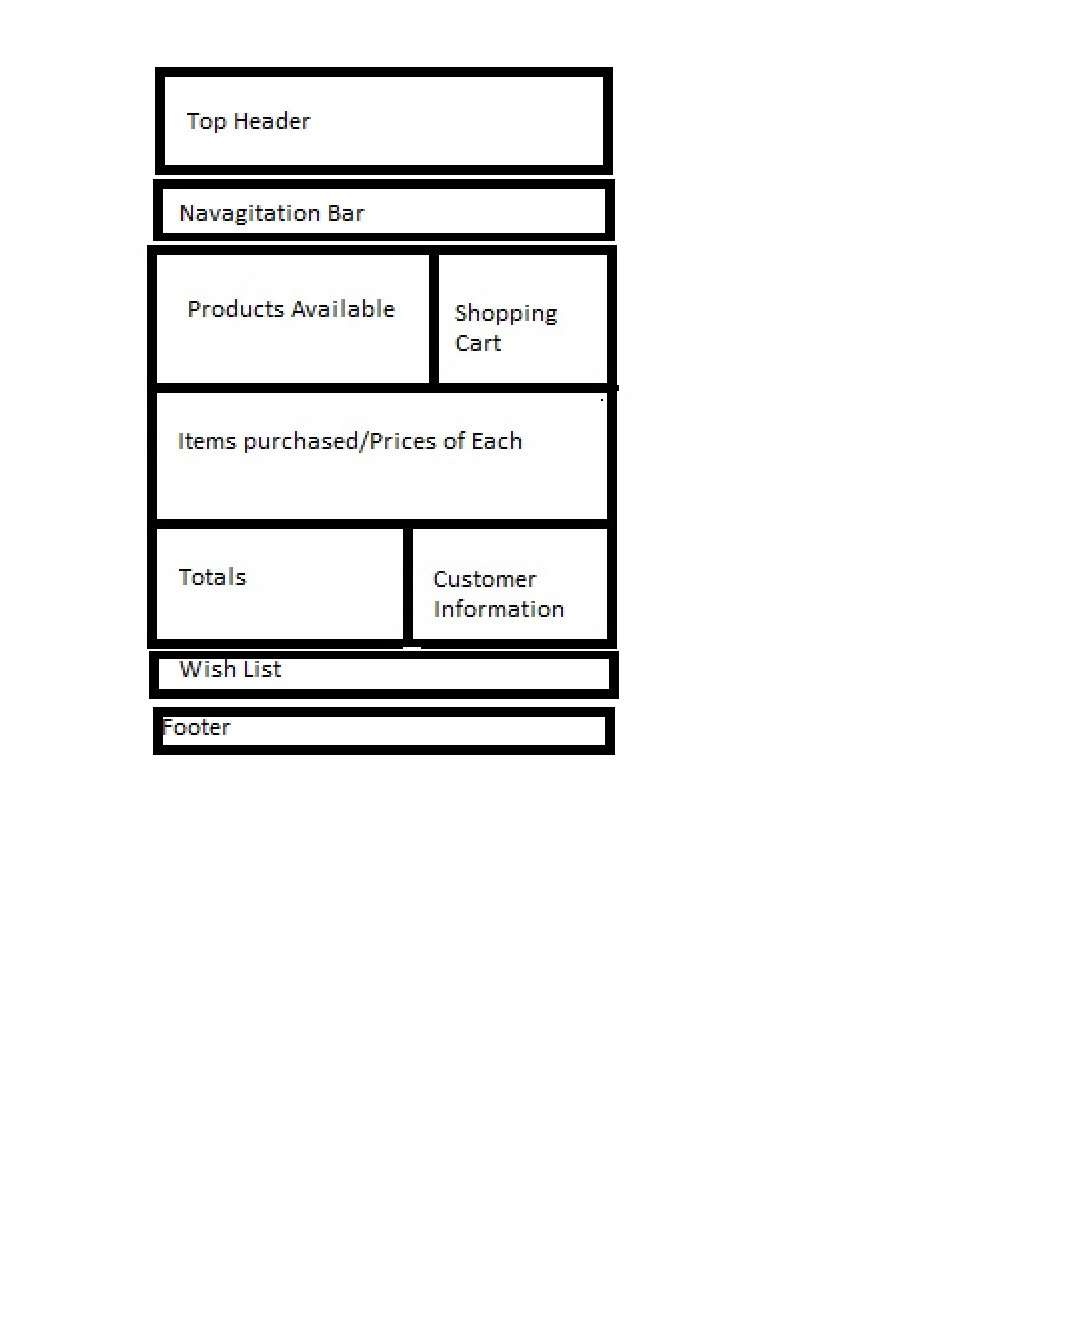 Top Header
Navagitation Bar
Products Available
Shopping
Cart
Items purchased/Prices of Each
Totals
Customer
Information
Wish List
Footer